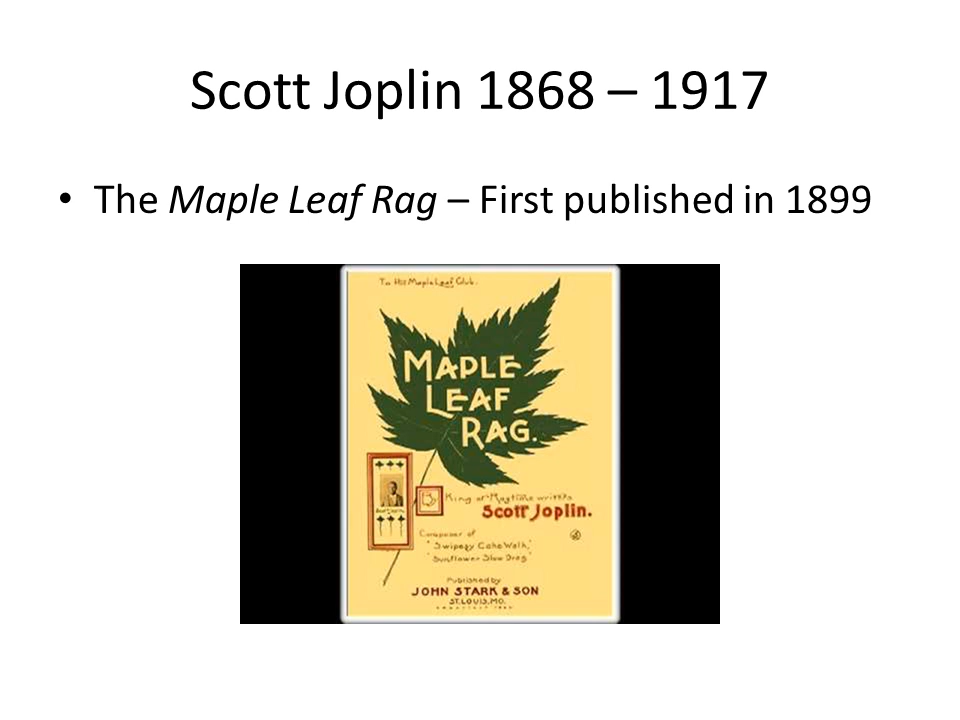 Scott Joplin 1868 – 1917
• The Maple Leaf Rag – First published in 1899
To His Maple Leaf Club.
MAPLE
LEAF
RAG.
King of Ragtime writers
Scott Joplin.
Composer of
"Swipesy Cake Walk,"
"Sunflower Slow Drag"
Published by
JOHN STARK & SON
ST. LOUIS, MO.